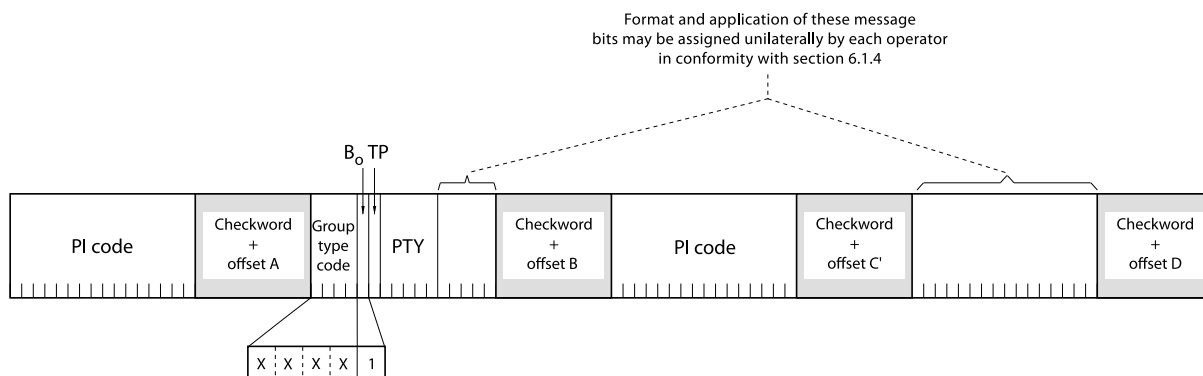 Format and application of these message
bits may be assigned unilaterally by each operator
in conformity with section 6.1.4
B₀ TP
PI code
Checkword
+
offset A
Group
type
code
PTY
Checkword
+
offset B
PI code
Checkword
+
offset C'
Checkword
+
offset D
X X X X 1